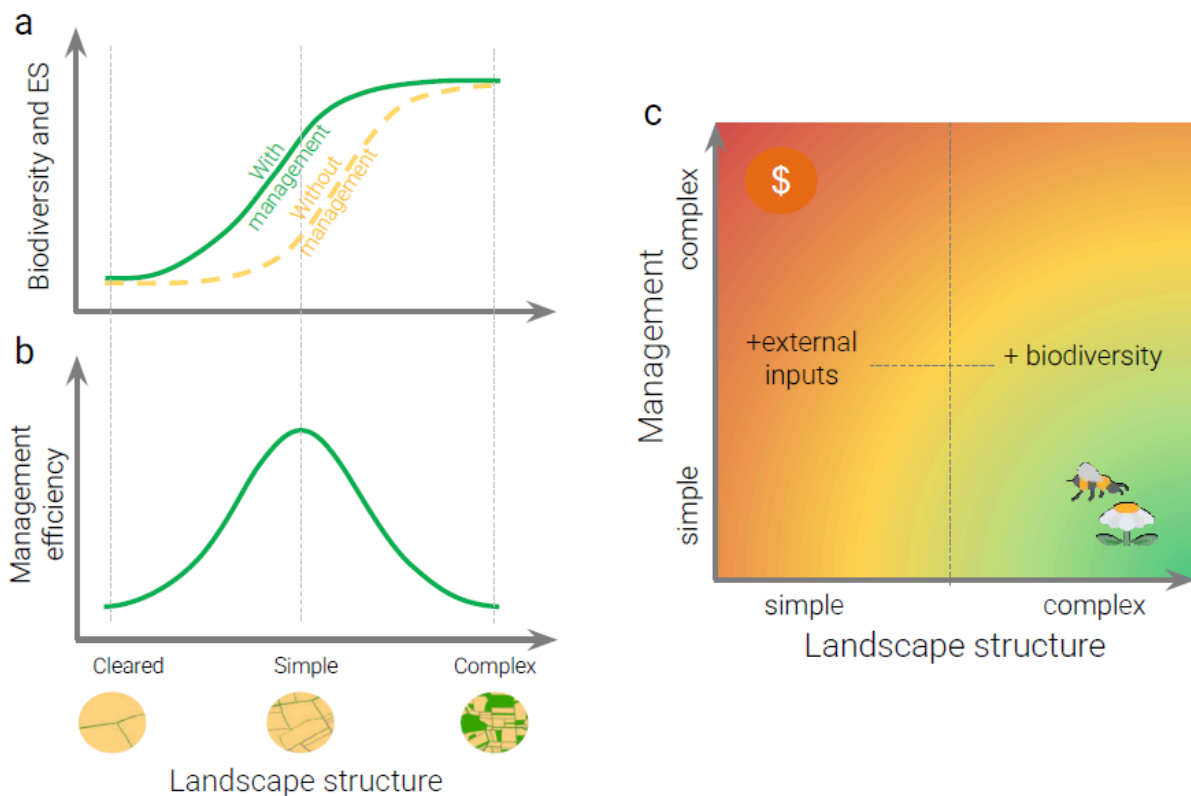 a
Biodiversity and ES
With
management
Without
management
b
Management
efficiency
Cleared
Simple
Complex
Landscape structure
c
$
Management
complex
simple
+external
inputs
+ biodiversity
simple
complex
Landscape structure